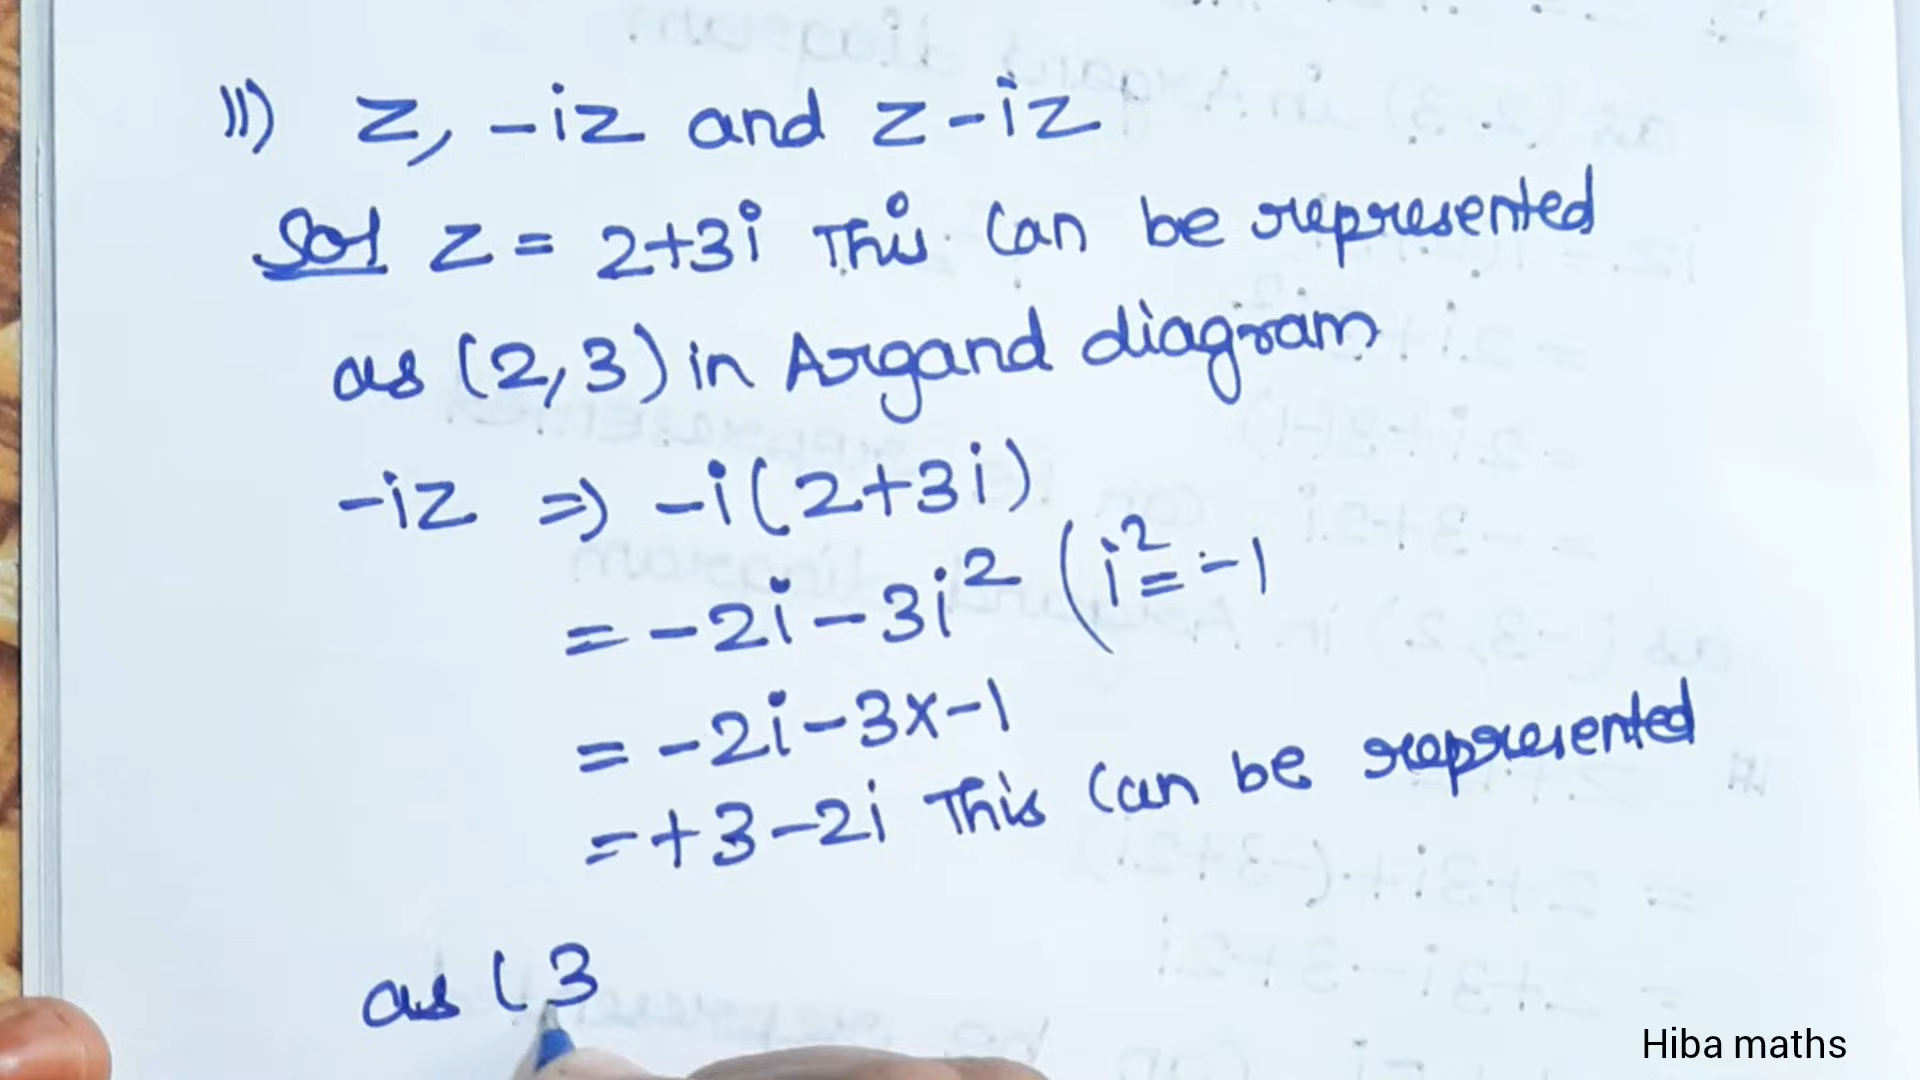 II) z, -iz and z-iz
Sol z = 2+3i This can be represented
as (2,3) in Argand diagram
-iz => -i(2+3i)
= -2i-3i² (i²=-1
= -2i-3x-1
= +3-2i This can be represented
as (3
Hiba maths